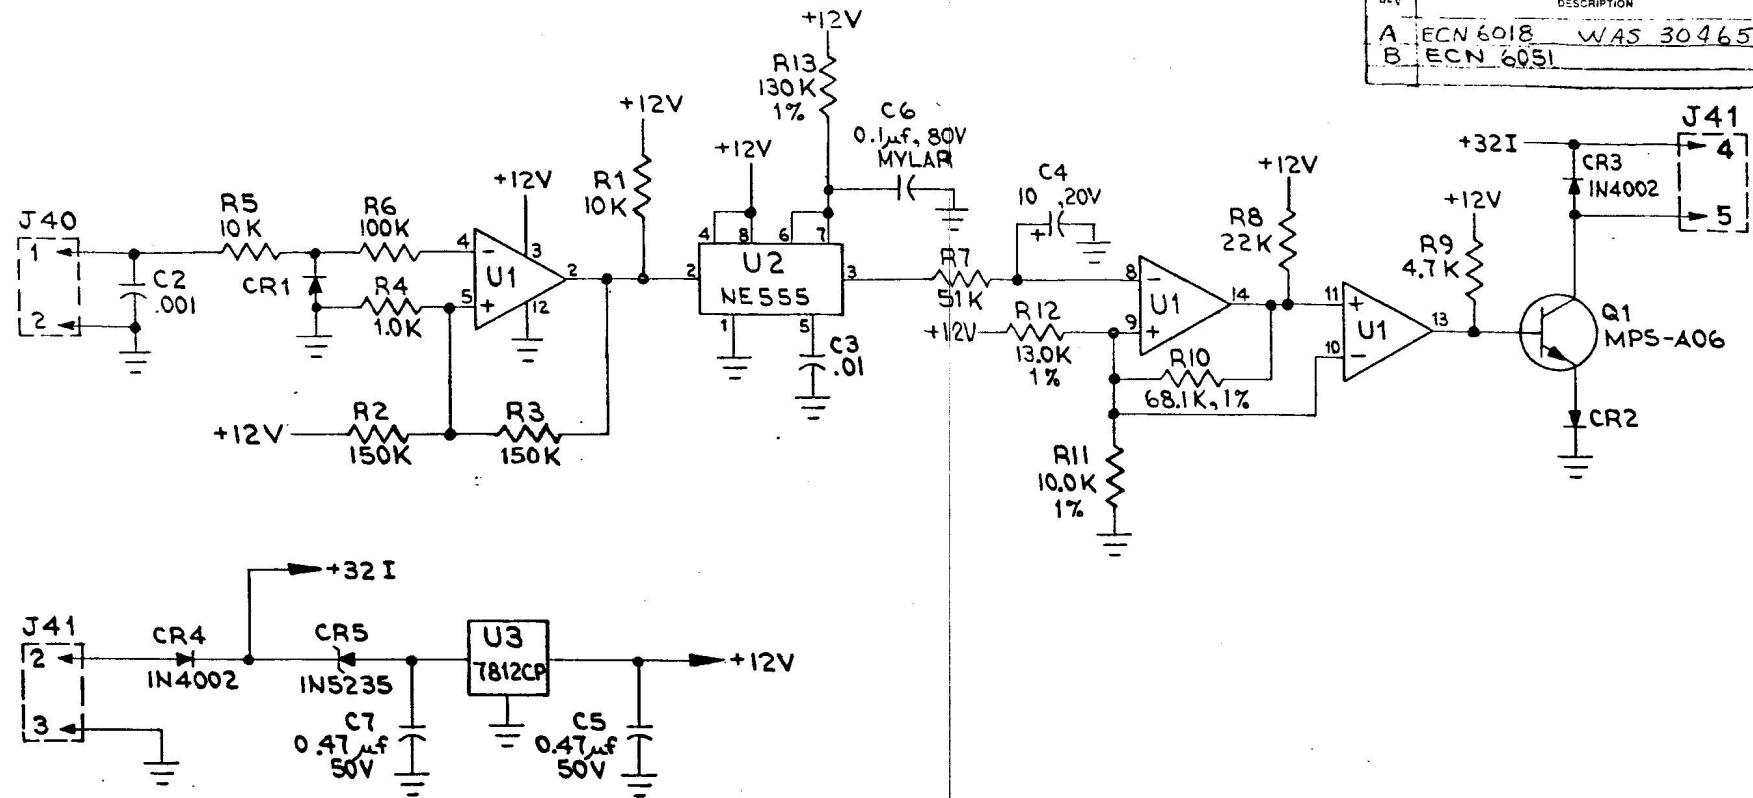 REV DESCRIPTION
A ECN 6018 WAS 30465
B ECN 6051
+12V
R13
130K
1%
C6
0.1µf, 80V
MYLAR
+12V
+12V
R1
10K
+12V
J40
1
2
R5
10K
R6
100K
C2
.001
CR1
R4
1.0K
4
-
5
+
U1
3
2
12
R2
150K
+12V
R3
150K
4
8
6
7
2
U2
NE555
3
1
5
C3
.01
C4
10 ,20V
+
R7
51K
+12V
R12
13.0K
1%
8
-
9
+
U1
14
R10
68.1K, 1%
R11
10.0K
1%
+12V
R8
22K
11
+
10
-
U1
13
+12V
R9
4.7K
Q1
MPS-A06
CR2
+32I
CR3
1N4002
J41
4
5
J41
2
3
CR4
1N4002
+32I
CR5
1N5235
C7
0.47µf
50V
U3
7812CP
C5
0.47µf
50V
+12V